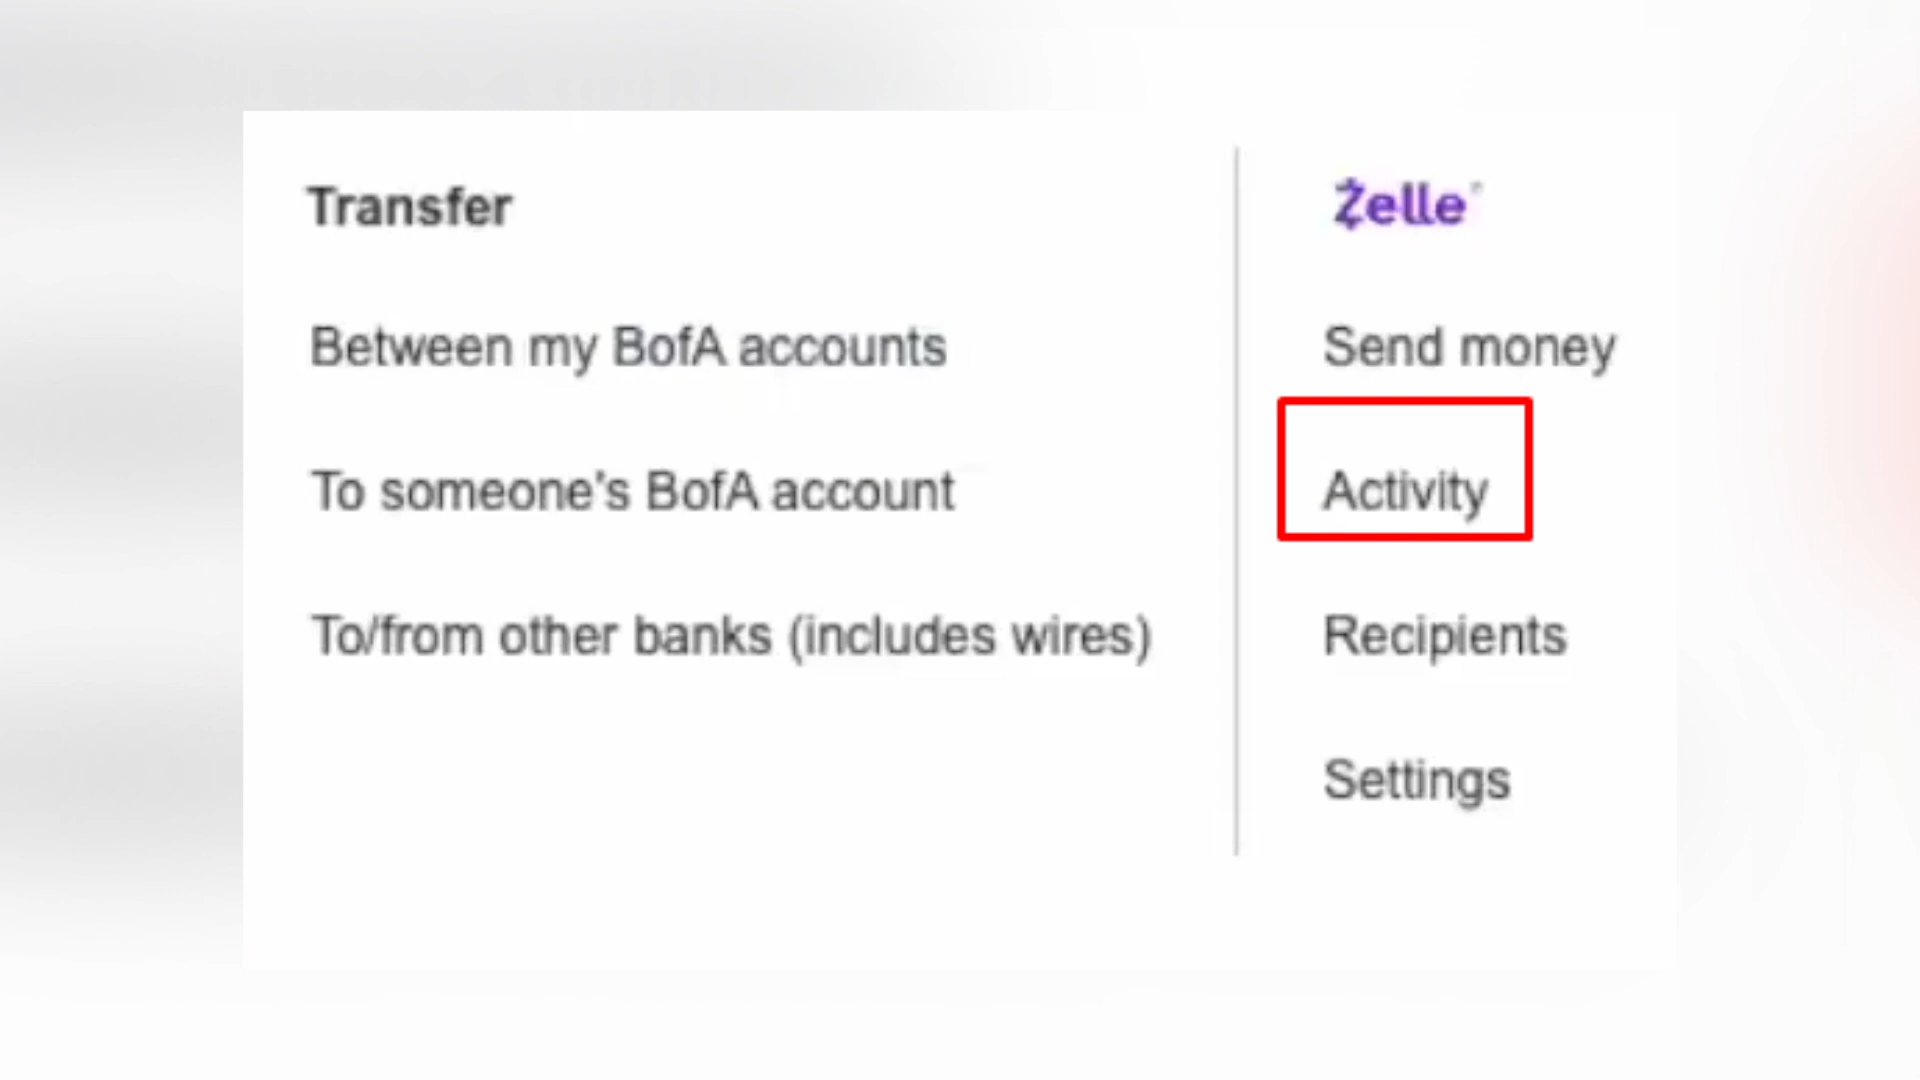 Transfer
Between my BofA accounts
To someone's BofA account
To/from other banks (includes wires)
Zelle
Send money
Activity
Recipients
Settings